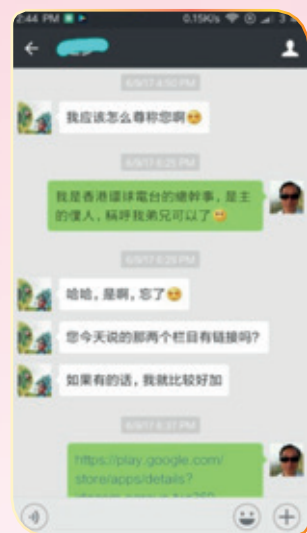 2:44 PM
0.15K/s
6/9/17 4:50 PM
我应该怎么尊称您啊
6/9/17 6:25 PM
我是香港環球電台的總幹事，是主
的僕人，稱呼我弟兄可以了
6/9/17 6:29 PM
哈哈，是啊，忘了
您今天说的那两个栏目有链接吗?
如果有的话，我就比较好加
6/9/17 6:37 PM
https://play.google.com/
store/apps/details?